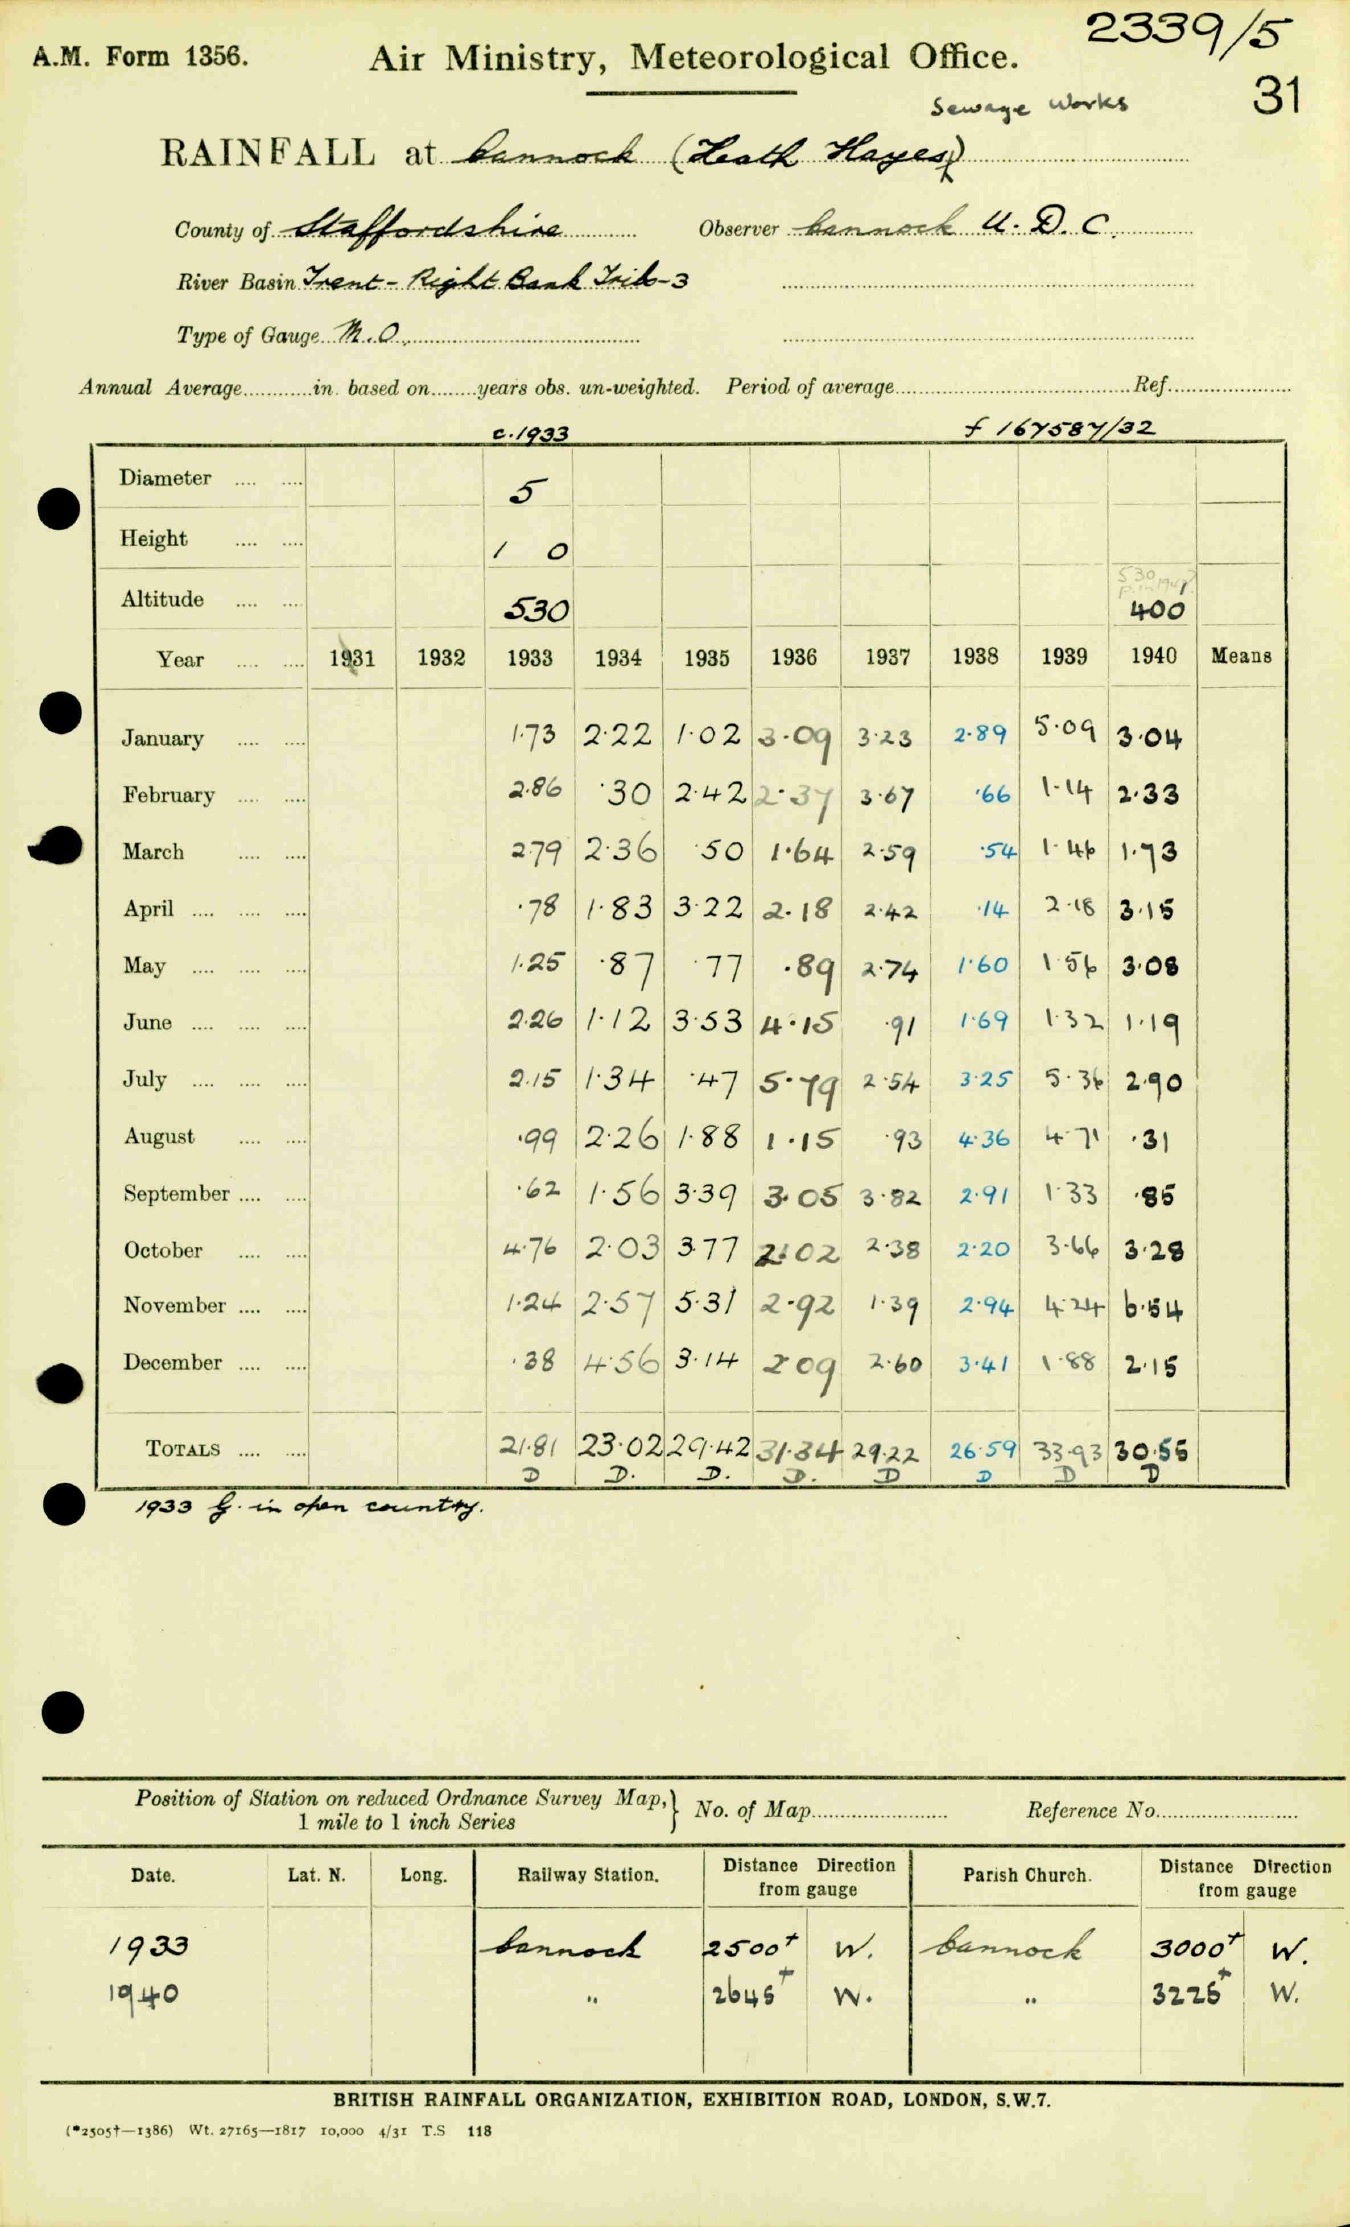 2339/5
A.M. Form 1356. Air Ministry, Meteorological Office.
31
Sewage Works
RAINFALL at Cannock (Heath Hayes)
County of Staffordshire Observer Cannock U.D.C.
River Basin Trent - Right Bank Tribs-3
Type of Gauge M.O.
Annual Average............in. based on........years obs. un-weighted. Period of average........Ref........
c.1933 f 167587/32
Diameter .... .... 5
Height .... .... 1 0
530
Altitude .... .... 530 400
Year .... .... 1931 1932 1933 1934 1935 1936 1937 1938 1939 1940 Means
January .... .... 1.73 2.22 1.02 3.09 3.23 2.89 5.09 3.04
February .... .... 2.86 .30 2.42 2.37 3.67 .66 1.14 2.33
March .... .... 2.79 2.36 .50 1.64 2.59 .54 1.46 1.73
April .... .... .... .78 1.83 3.22 2.18 2.42 .14 2.18 3.15
May .... .... .... 1.25 .87 .77 .89 2.74 1.60 1.56 3.08
June .... .... .... 2.26 1.12 3.53 4.15 .91 1.69 1.32 1.19
July .... .... .... 2.15 1.34 .47 5.79 2.54 3.25 5.36 2.90
August .... .... .99 2.26 1.88 1.15 .93 4.36 4.71 .31
September .... .... .62 1.56 3.39 3.05 3.82 2.91 1.33 .85
October .... .... 4.76 2.03 3.77 2.02 2.38 2.20 3.66 3.28
November .... .... 1.24 2.57 5.31 2.92 1.39 2.94 4.24 6.54
December .... .... .38 4.56 3.14 2.09 2.60 3.41 1.88 2.15
TOTALS .... .... 21.81 23.02 29.42 31.34 29.22 26.59 33.93 30.55
D D. D. D. D D D D
1933 G. in open country.
Position of Station on reduced Ordnance Survey Map, 1 mile to 1 inch Series } No. of Map........ Reference No........
Date. Lat. N. Long. Railway Station. Distance Direction from gauge Parish Church. Distance Direction from gauge
1933 Cannock 2500+ W. Cannock 3000+ W.
1940 " 2645+ W. " 3225+ W.
BRITISH RAINFALL ORGANIZATION, EXHIBITION ROAD, LONDON, S.W.7.
(*2505†—1386) Wt. 27165—1817 10,000 4/31 T.S 118